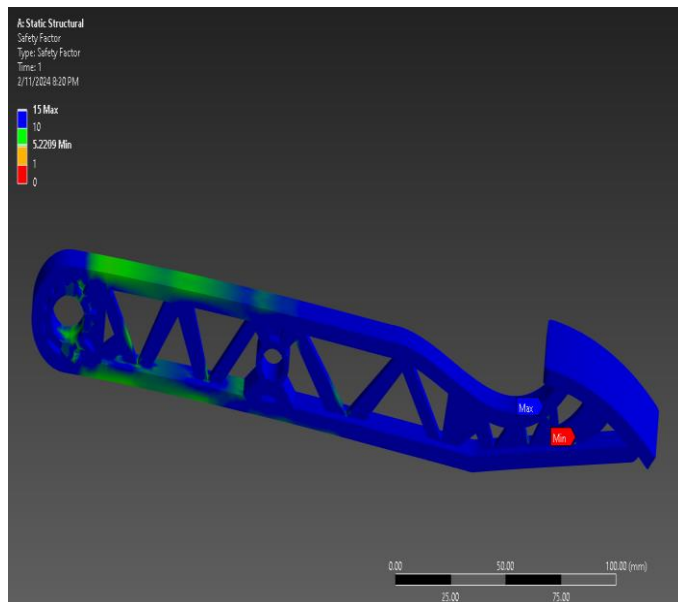 A: Static Structural
Safety Factor
Type: Safety Factor
Time: 1
2/11/2024 8:20 PM
15 Max
10
5.2209 Min
1
0
Max
Min
0.00 50.00 100.00 (mm)
25.00 75.00